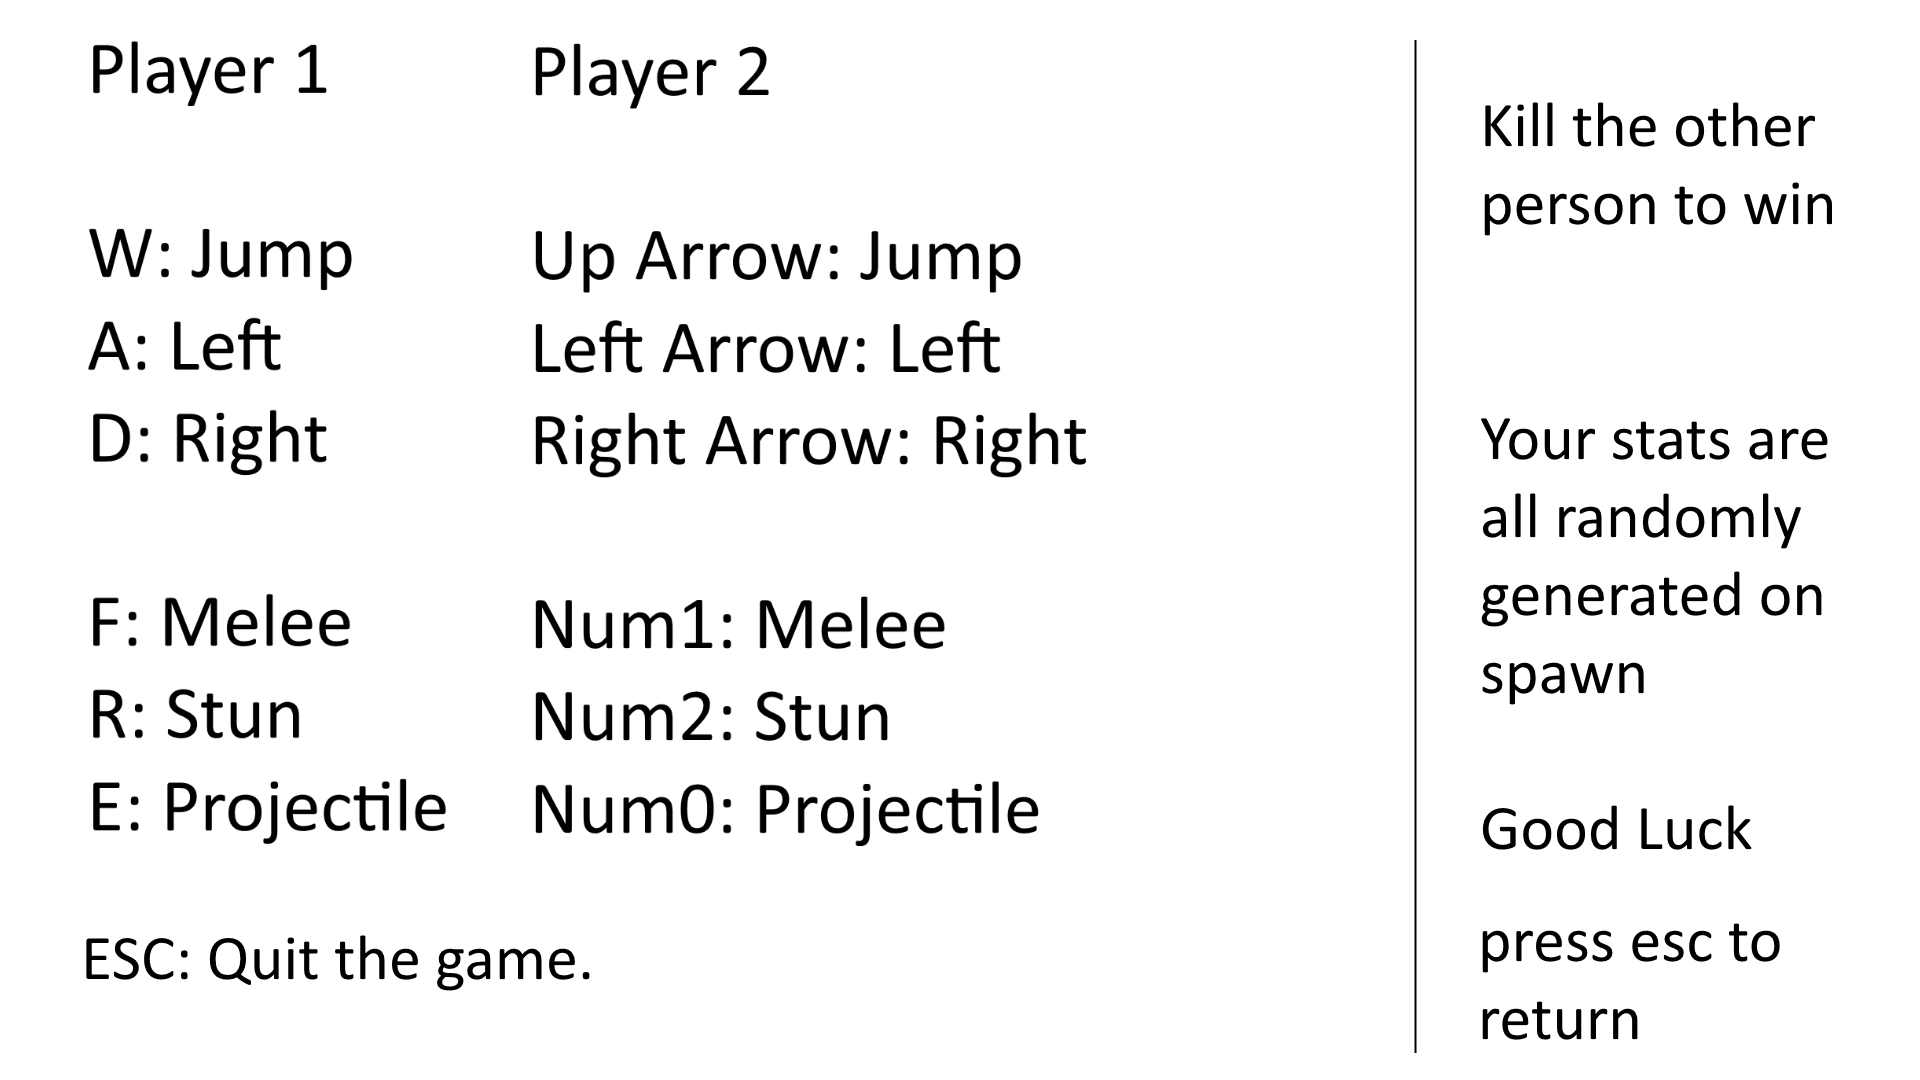 Player 1
W: Jump
A: Left
D: Right
F: Melee
R: Stun
E: Projectile
Player 2
Up Arrow: Jump
Left Arrow: Left
Right Arrow: Right
Num1: Melee
Num2: Stun
Num0: Projectile
ESC: Quit the game.
Kill the other
person to win
Your stats are
all randomly
generated on
spawn
Good Luck
press esc to
return